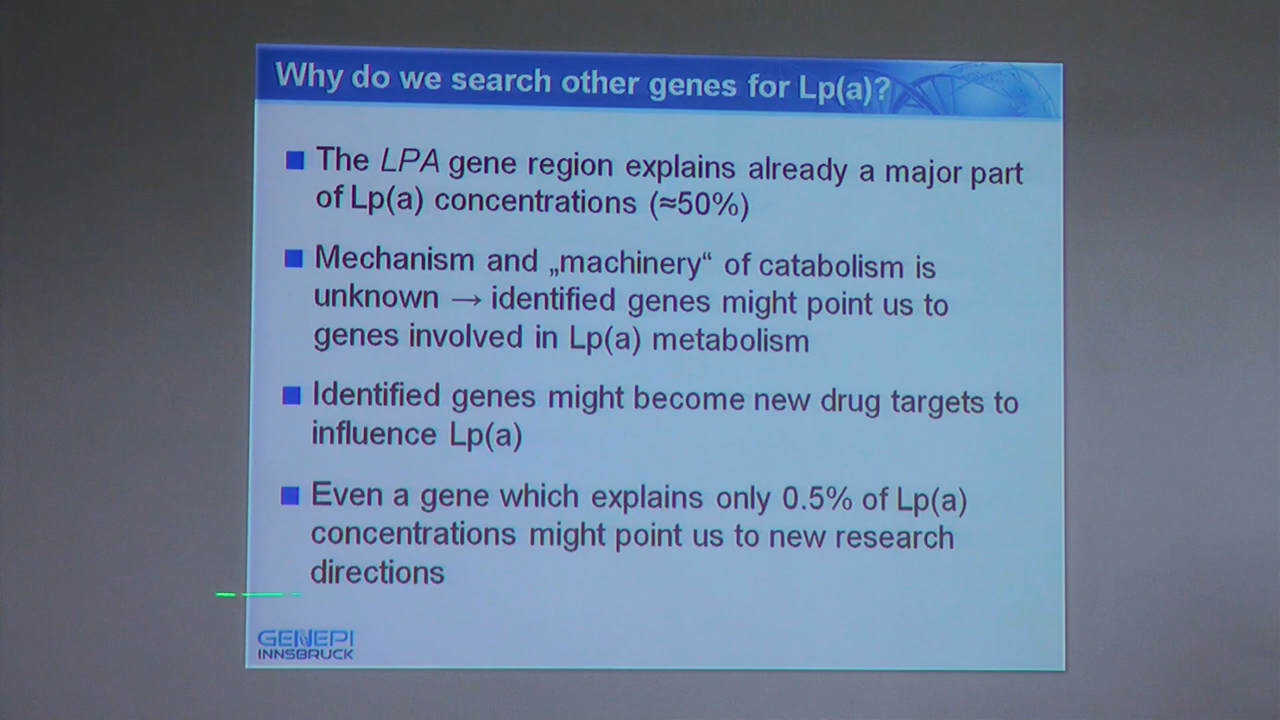 Why do we search other genes for Lp(a)?
■ The LPA gene region explains already a major part
of Lp(a) concentrations (≈50%)
■ Mechanism and „machinery“ of catabolism is
unknown → identified genes might point us to
genes involved in Lp(a) metabolism
■ Identified genes might become new drug targets to
influence Lp(a)
■ Even a gene which explains only 0.5% of Lp(a)
concentrations might point us to new research
directions
GENEPI
INNSBRUCK